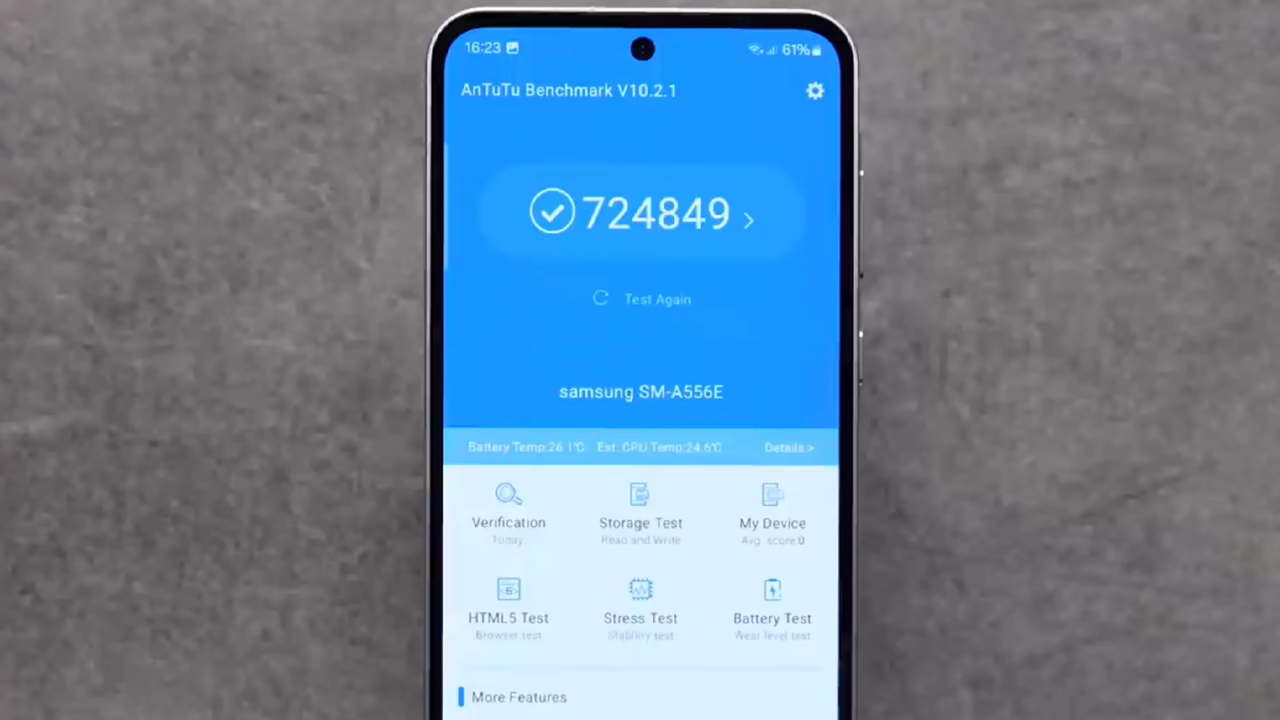 16:23 61%
AnTuTu Benchmark V10.2.1
724849 >
Test Again
samsung SM-A556E
Battery Temp:26.1℃ Est. CPU Temp:24.6℃ Details >
Verification Storage Test My Device
Today Read and Write Avg. score 0
HTML5 Test Stress Test Battery Test
Browser test Stability test Wear level test
More Features